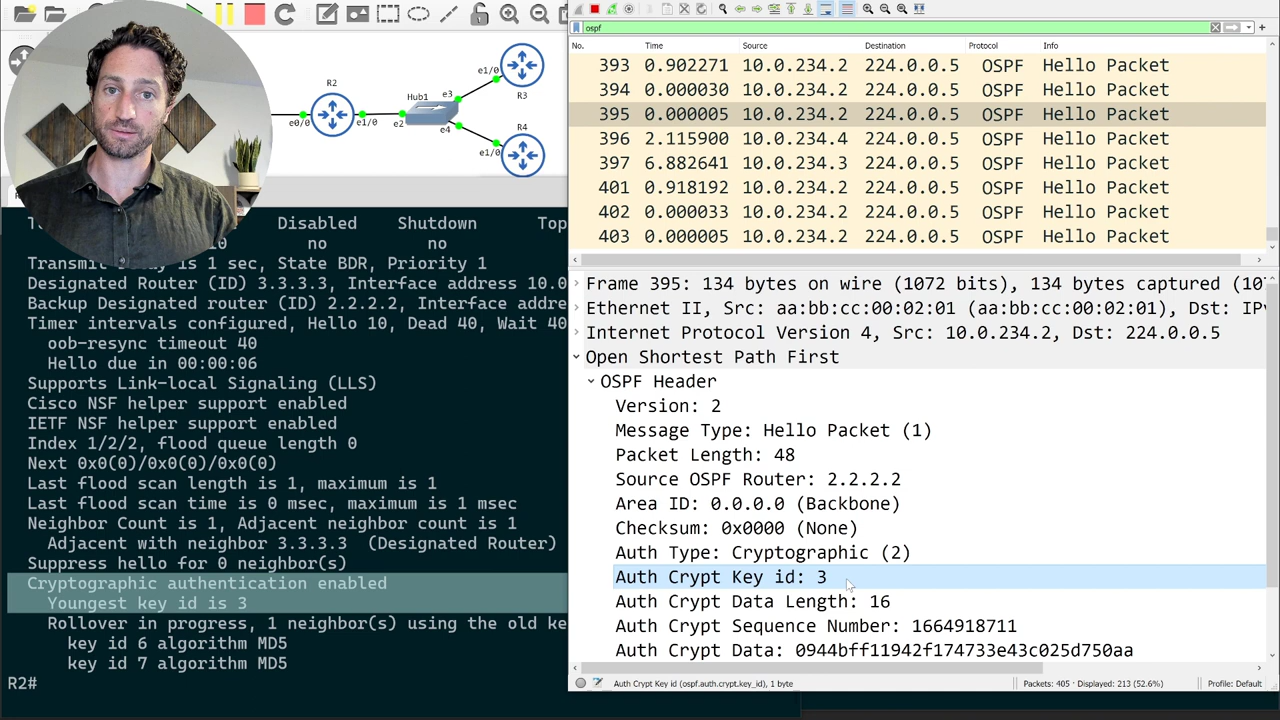 R2
R3
R4
Hub1
e0/0
e1/0
e2
e3
e4
e1/0
e1/0
Disabled Shutdown Top
10 no no
Transmit Delay is 1 sec, State BDR, Priority 1
Designated Router (ID) 3.3.3.3, Interface address 10.0
Backup Designated router (ID) 2.2.2.2, Interface addre
Timer intervals configured, Hello 10, Dead 40, Wait 40
oob-resync timeout 40
Hello due in 00:00:06
Supports Link-local Signaling (LLS)
Cisco NSF helper support enabled
IETF NSF helper support enabled
Index 1/2/2, flood queue length 0
Next 0x0(0)/0x0(0)/0x0(0)
Last flood scan length is 1, maximum is 1
Last flood scan time is 0 msec, maximum is 1 msec
Neighbor Count is 1, Adjacent neighbor count is 1
Adjacent with neighbor 3.3.3.3 (Designated Router)
Suppress hello for 0 neighbor(s)
Cryptographic authentication enabled
Youngest key id is 3
Rollover in progress, 1 neighbor(s) using the old ke
key id 6 algorithm MD5
key id 7 algorithm MD5
R2#
ospf
No. Time Source Destination Protocol Info
393 0.902271 10.0.234.2 224.0.0.5 OSPF Hello Packet
394 0.000030 10.0.234.2 224.0.0.5 OSPF Hello Packet
395 0.000005 10.0.234.2 224.0.0.5 OSPF Hello Packet
396 2.115900 10.0.234.4 224.0.0.5 OSPF Hello Packet
397 6.882641 10.0.234.3 224.0.0.5 OSPF Hello Packet
401 0.918192 10.0.234.2 224.0.0.5 OSPF Hello Packet
402 0.000033 10.0.234.2 224.0.0.5 OSPF Hello Packet
403 0.000005 10.0.234.2 224.0.0.5 OSPF Hello Packet
Frame 395: 134 bytes on wire (1072 bits), 134 bytes captured (107
Ethernet II, Src: aa:bb:cc:00:02:01 (aa:bb:cc:00:02:01), Dst: IPv
Internet Protocol Version 4, Src: 10.0.234.2, Dst: 224.0.0.5
Open Shortest Path First
OSPF Header
Version: 2
Message Type: Hello Packet (1)
Packet Length: 48
Source OSPF Router: 2.2.2.2
Area ID: 0.0.0.0 (Backbone)
Checksum: 0x0000 (None)
Auth Type: Cryptographic (2)
Auth Crypt Key id: 3
Auth Crypt Data Length: 16
Auth Crypt Sequence Number: 1664918711
Auth Crypt Data: 0944bff11942f174733e43c025d750aa
Auth Crypt Key id (ospf.auth.crypt.key_id), 1 byte
Packets: 405 · Displayed: 213 (52.6%)
Profile: Default